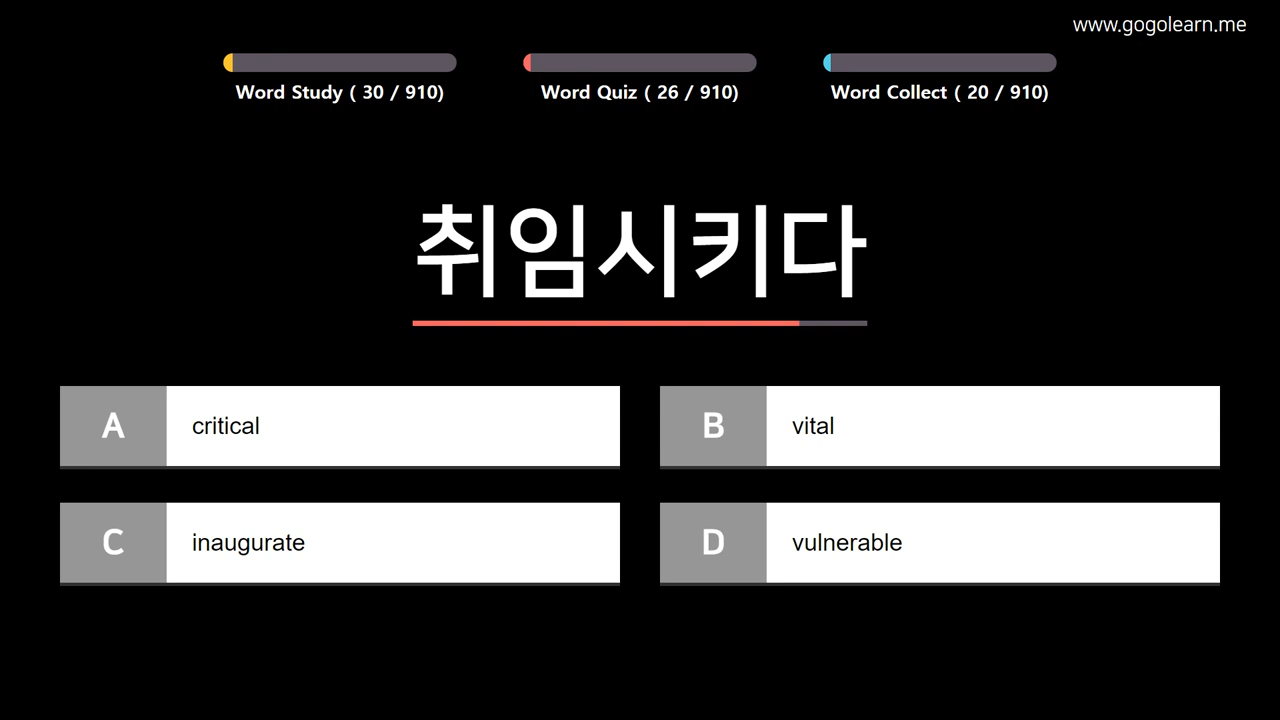 www.gogolearn.me
Word Study ( 30 / 910)
Word Quiz ( 26 / 910)
Word Collect ( 20 / 910)
취임시키다
A critical
B vital
C inaugurate
D vulnerable